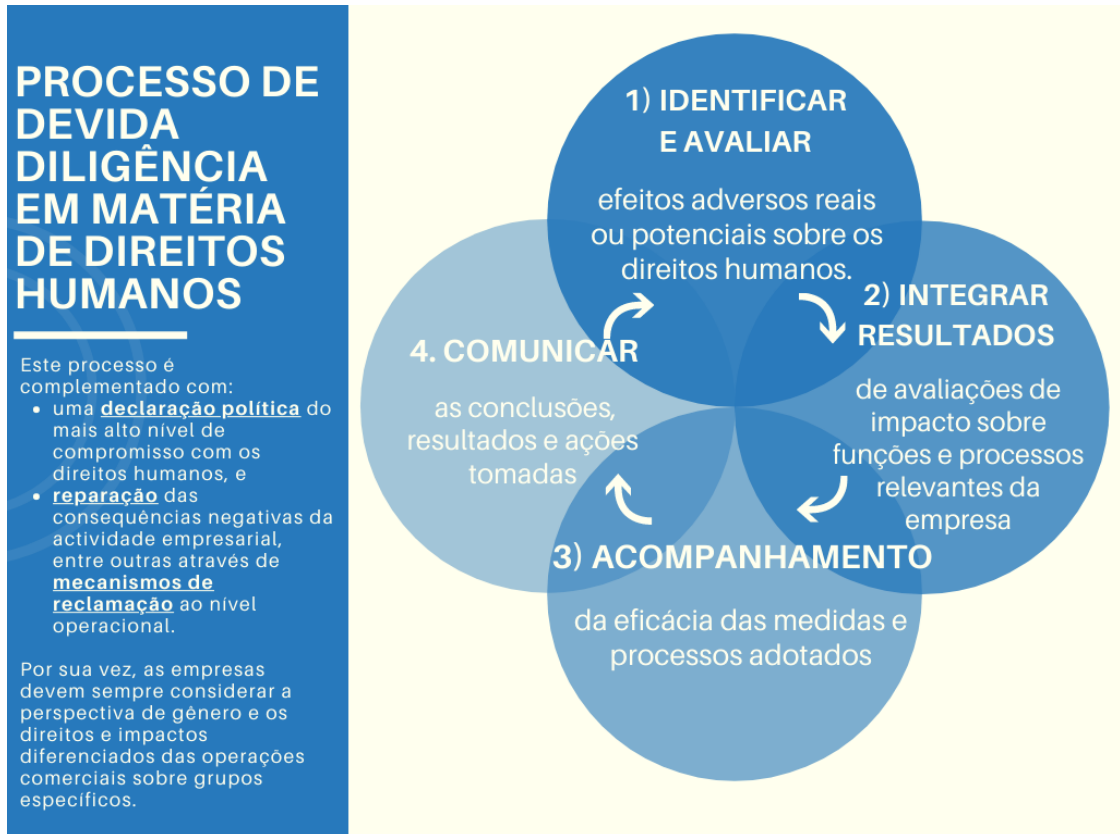 PROCESSO DE
DEVIDA
DILIGÊNCIA
EM MATÉRIA
DE DIREITOS
HUMANOS
Este processo é
complementado com:
• uma declaração política do
mais alto nível de
compromisso com os
direitos humanos, e
• reparação das
consequências negativas da
actividade empresarial,
entre outras através de
mecanismos de
reclamação ao nível
operacional.
Por sua vez, as empresas
devem sempre considerar a
perspectiva de gênero e os
direitos e impactos
diferenciados das operações
comerciais sobre grupos
específicos.
1) IDENTIFICAR
E AVALIAR
efeitos adversos reais
ou potenciais sobre os
direitos humanos.
2) INTEGRAR
RESULTADOS
de avaliações de
impacto sobre
funções e processos
relevantes da
empresa
3) ACOMPANHAMENTO
da eficácia das medidas e
processos adotados
4. COMUNICAR
as conclusões,
resultados e ações
tomadas